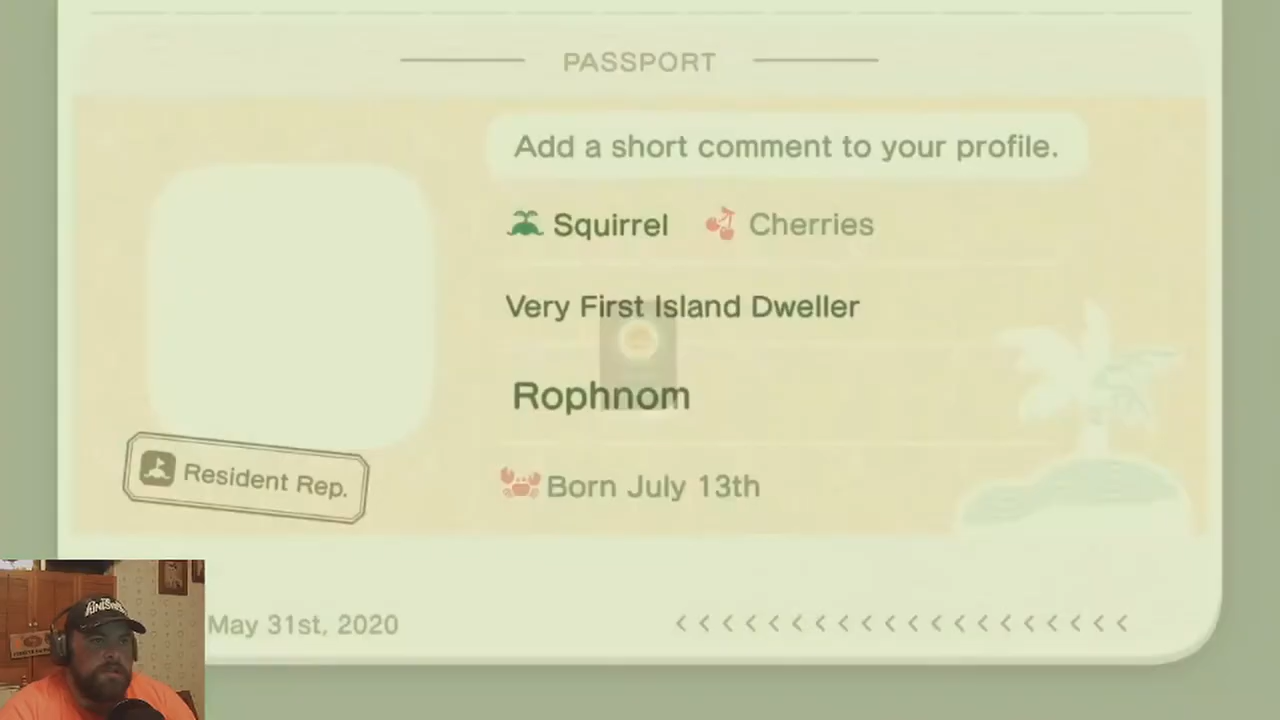 PASSPORT
Add a short comment to your profile.
Squirrel Cherries
Very First Island Dweller
Rophnom
Resident Rep.
Born July 13th
May 31st, 2020
<<<<<<<<<<<<<<<<<<<<